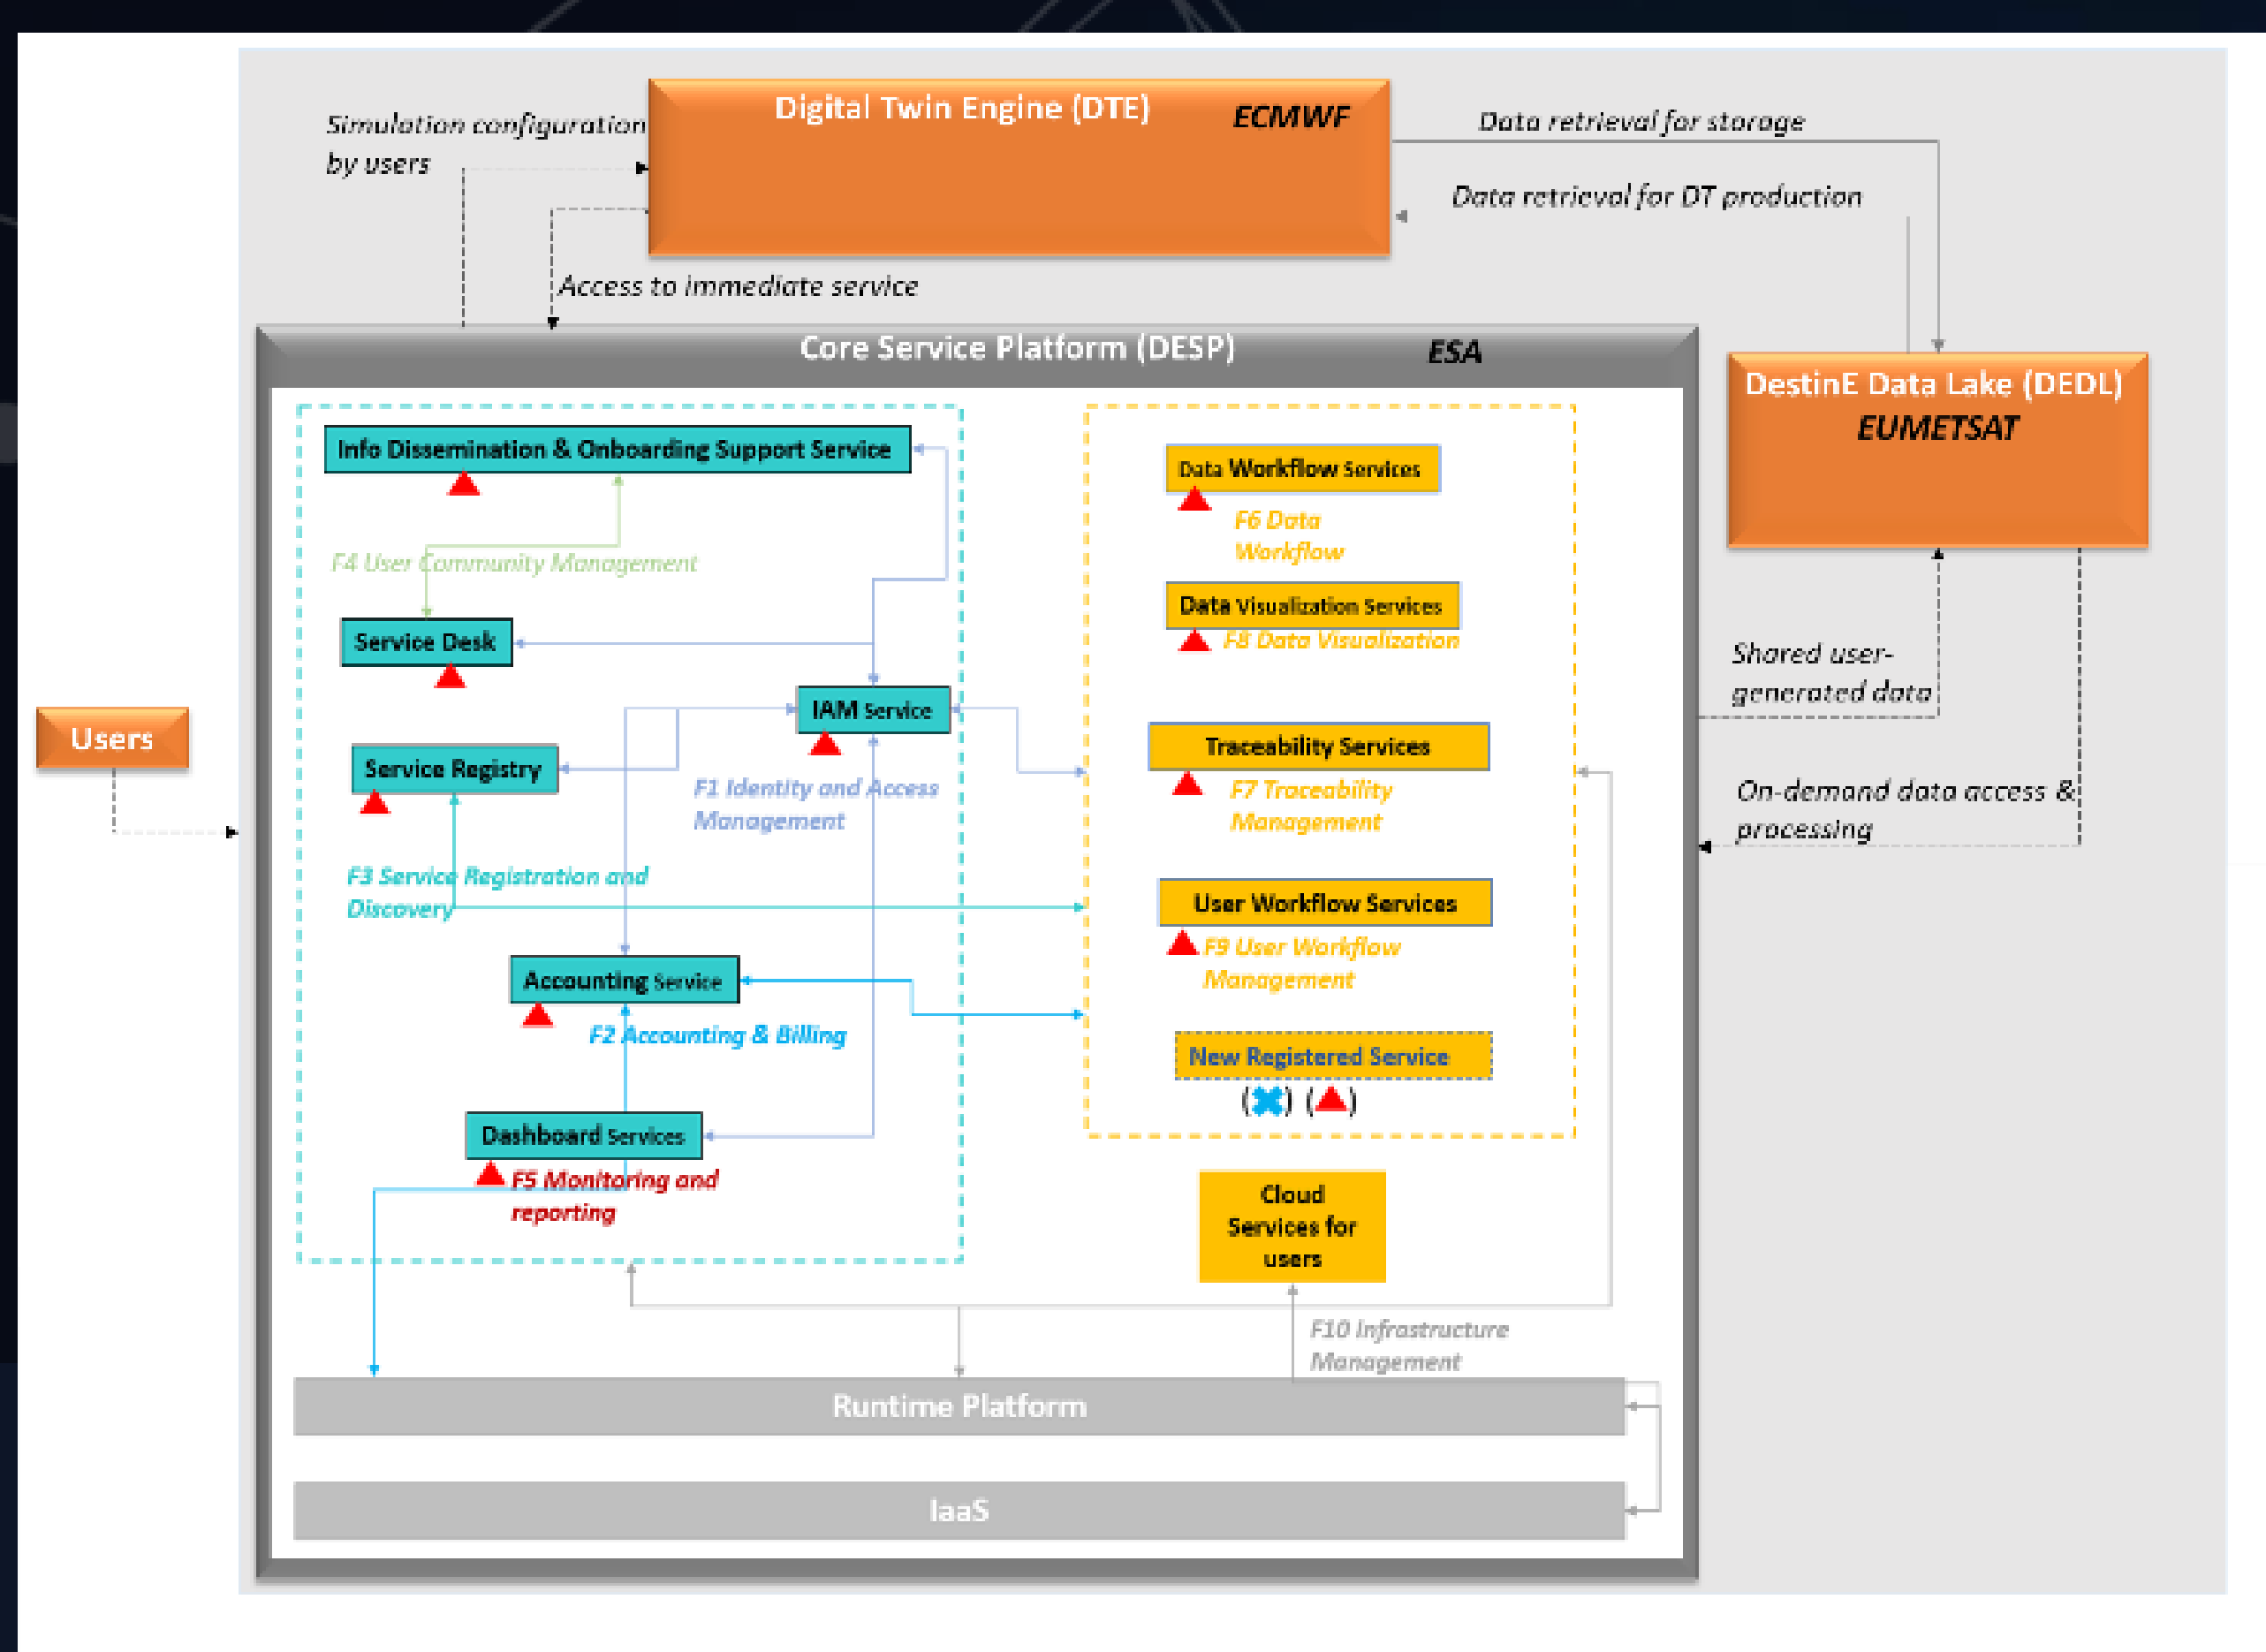 Digital Twin Engine (DTE) ECMWF
Simulation configuration
by users
Data retrieval for storage
Data retrieval for DT production
Access to immediate service
Core Service Platform (DESP) ESA
DestinE Data Lake (DEDL)
EUMETSAT
Info Dissemination & Onboarding Support Service
F4 User Community Management
Service Desk
IAM Service
Service Registry
F1 Identity and Access
Management
F3 Service Registration and
Discovery
Accounting Service
F2 Accounting & Billing
Dashboard Services
F5 Monitoring and
reporting
Data Workflow Services
F6 Data
Workflow
Data Visualization Services
F8 Data Visualization
Traceability Services
F7 Traceability
Management
User Workflow Services
F9 User Workflow
Management
New Registered Service
( ) ( )
Cloud
Services for
users
F10 Infrastructure
Management
Runtime Platform
IaaS
Users
Shared user-
generated data
On-demand data access &
processing